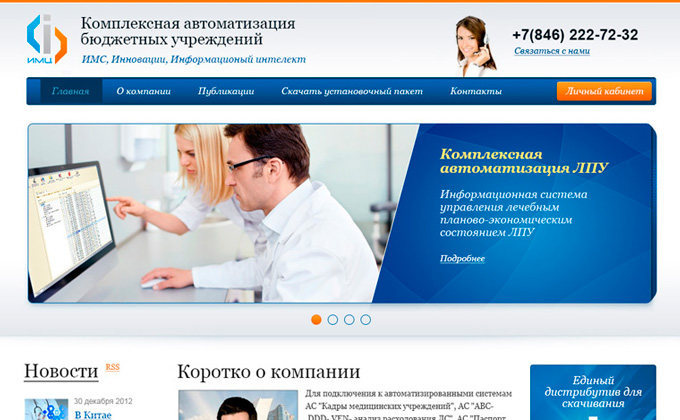 Комплексная автоматизация
бюджетных учреждений
ИМЦ
ИМС, Инновации, Информационый интелект
+7(846) 222-72-32
Связаться с нами
Главная
О компании
Публикации
Скачать установочный пакет
Контакты
Личный кабинет
Комплексная
автоматизация ЛПУ
Информационная система
управления лечебным
планово-экономическим
состоянием ЛПУ
Подробнее
Новости RSS
30 декабря 2012
В Китае
Коротко о компании
Для подключения к автоматизированными системам
АС "Кадры медицинских учреждений", АС "ABC-
DDD-VEN- анализ расходования ЛС", АС "Паспорт
Единый
дистрибутив для
скачивания